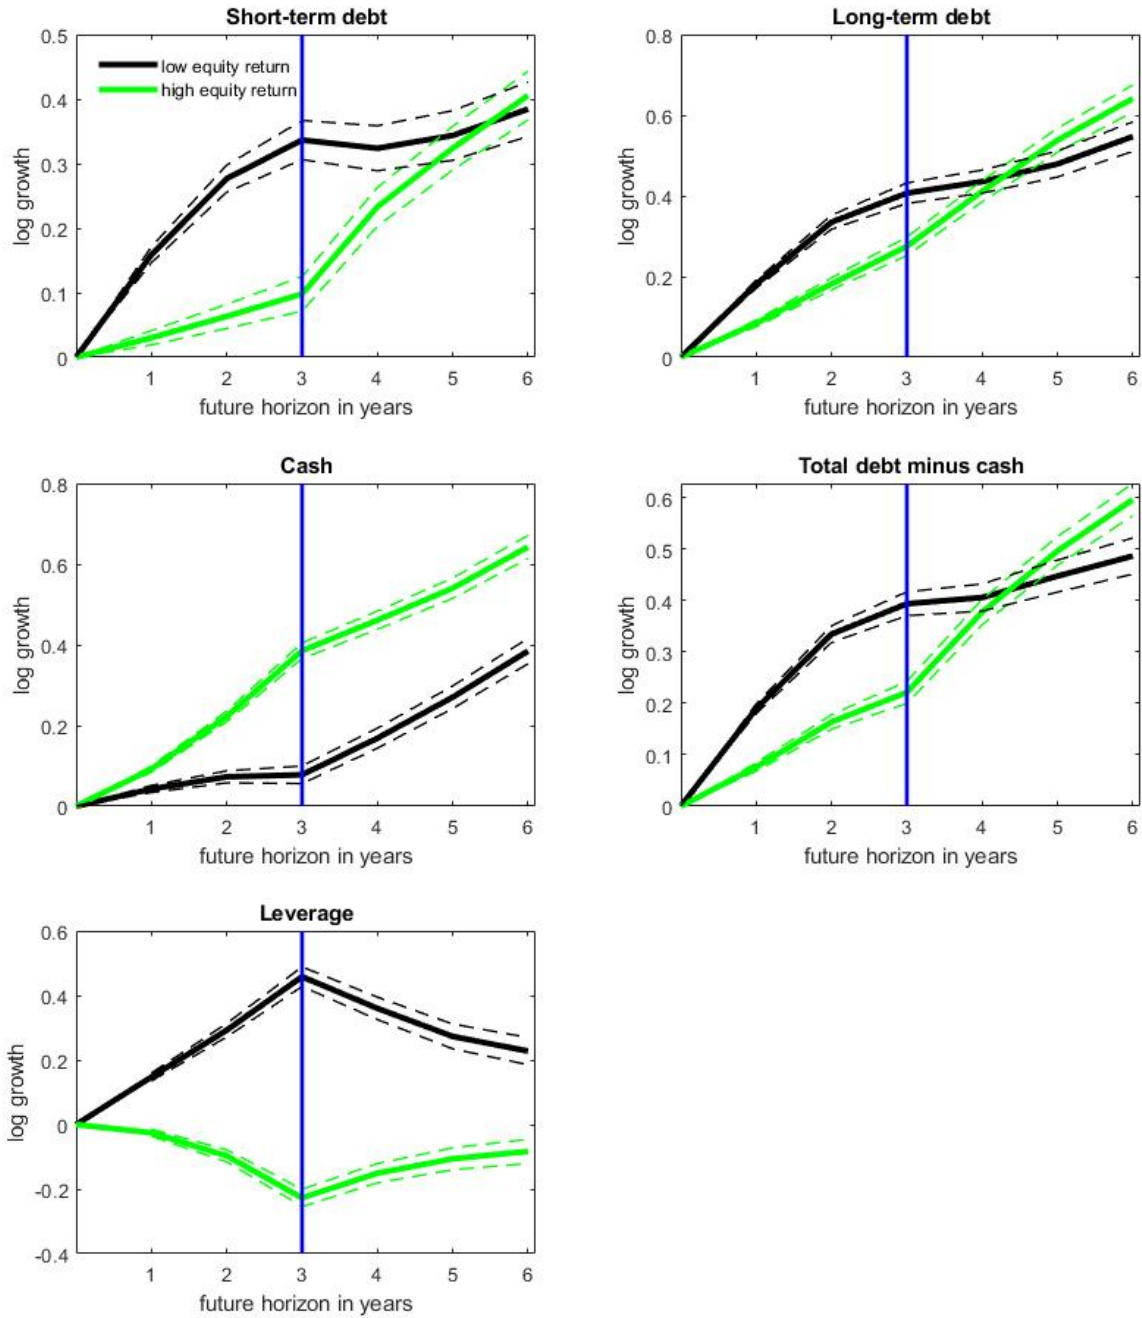 Short-term debt
0.5
0.4
0.3
0.2
0.1
0
log growth
low equity return
high equity return
1 2 3 4 5 6
future horizon in years
Long-term debt
0.8
0.6
0.4
0.2
0
log growth
1 2 3 4 5 6
future horizon in years
Cash
0.8
0.6
0.4
0.2
0
log growth
1 2 3 4 5 6
future horizon in years
Total debt minus cash
0.6
0.5
0.4
0.3
0.2
0.1
0
log growth
1 2 3 4 5 6
future horizon in years
Leverage
0.6
0.4
0.2
0
-0.2
-0.4
log growth
1 2 3 4 5 6
future horizon in years